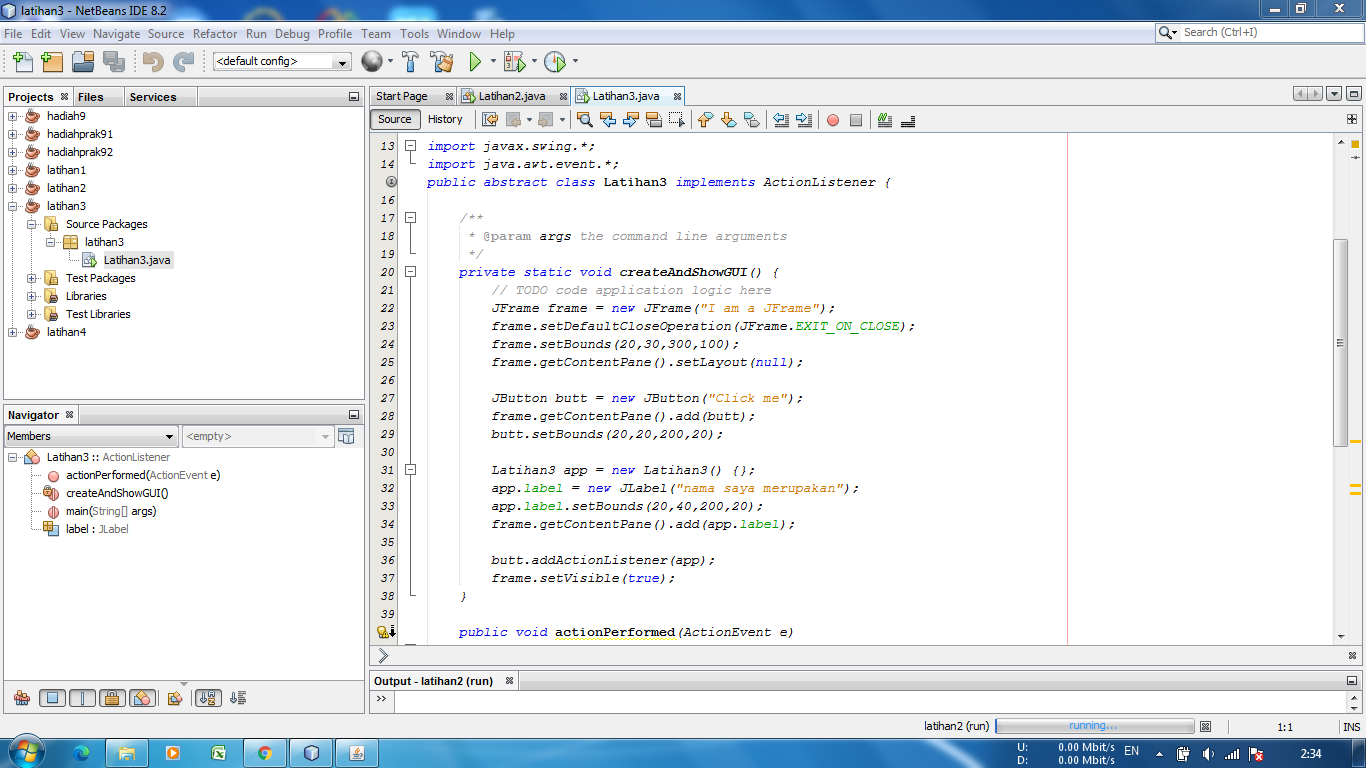 latihan3 - NetBeans IDE 8.2
File Edit View Navigate Source Refactor Run Debug Profile Team Tools Window Help
Search (Ctrl+I)
<default config>
Projects Files Services
hadiah9
hadiahprak91
hadiahprak92
latihan1
latihan2
latihan3
Source Packages
latihan3
Latihan3.java
Test Packages
Libraries
Test Libraries
latihan4
Navigator
Members <empty>
Latihan3 :: ActionListener
actionPerformed(ActionEvent e)
createAndShowGUI()
main(String[] args)
label : JLabel
Start Page Latihan2.java Latihan3.java
Source History
13 import javax.swing.*;
14 import java.awt.event.*;
public abstract class Latihan3 implements ActionListener {
16
17 /**
18 * @param args the command line arguments
19 */
20 private static void createAndShowGUI() {
21 // TODO code application logic here
22 JFrame frame = new JFrame("I am a JFrame");
23 frame.setDefaultCloseOperation(JFrame.EXIT_ON_CLOSE);
24 frame.setBounds(20,30,300,100);
25 frame.getContentPane().setLayout(null);
26
27 JButton butt = new JButton("Click me");
28 frame.getContentPane().add(butt);
29 butt.setBounds(20,20,200,20);
30
31 Latihan3 app = new Latihan3() {};
32 app.label = new JLabel("nama saya merupakan");
33 app.label.setBounds(20,40,200,20);
34 frame.getContentPane().add(app.label);
35
36 butt.addActionListener(app);
37 frame.setVisible(true);
38 }
39
public void actionPerformed(ActionEvent e)
Output - latihan2 (run)
latihan2 (run) running... 1:1 INS
U: 0.00 Mbit/s
D: 0.00 Mbit/s
EN
2:34